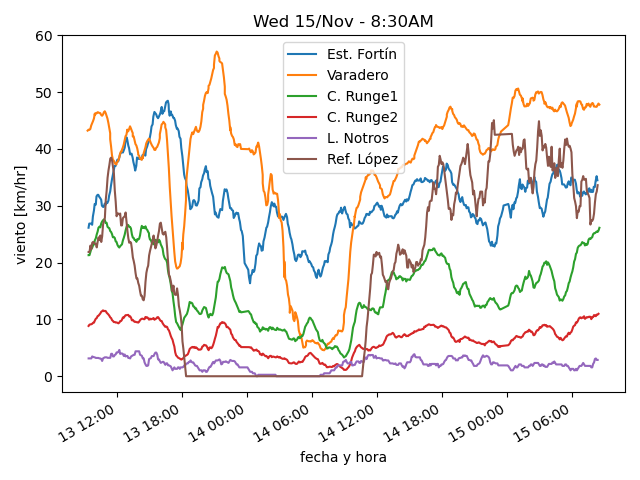 Wed 15/Nov - 8:30AM
60
50
40
30
20
10
0
viento [km/hr]
Est. Fortín
Varadero
C. Runge1
C. Runge2
L. Notros
Ref. López
13 12:00
13 18:00
14 00:00
14 06:00
14 12:00
14 18:00
15 00:00
15 06:00
fecha y hora